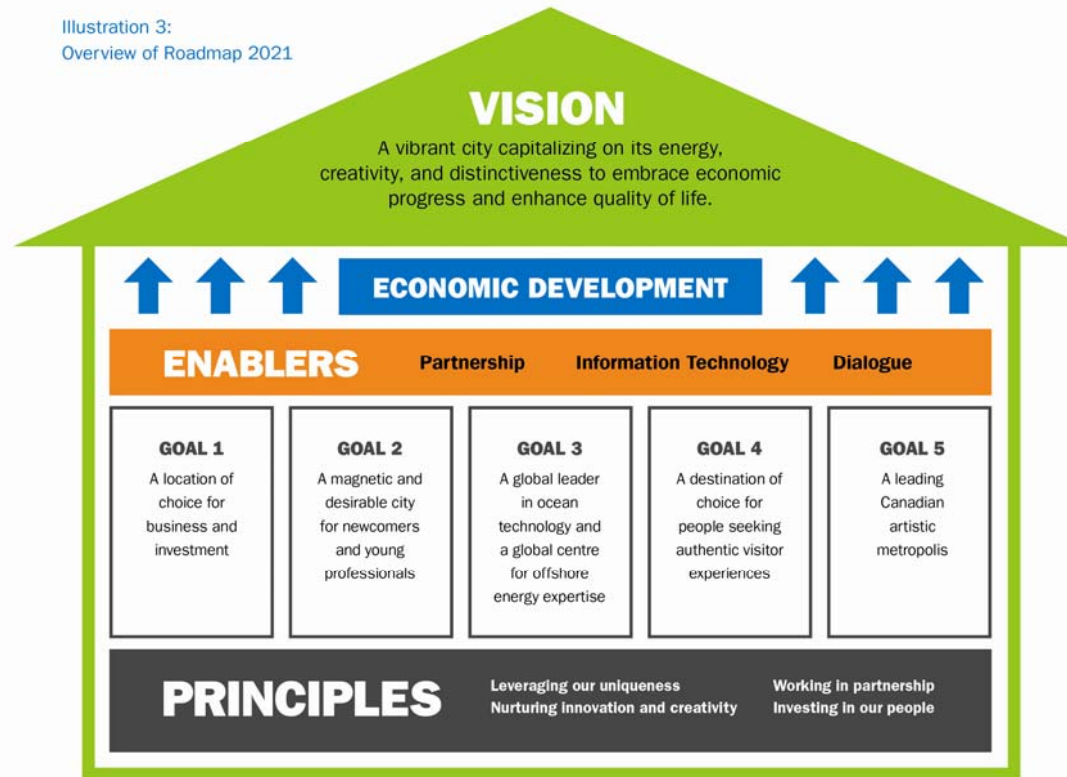 Illustration 3:
Overview of Roadmap 2021
VISION
A vibrant city capitalizing on its energy,
creativity, and distinctiveness to embrace economic
progress and enhance quality of life.
ECONOMIC DEVELOPMENT
ENABLERS Partnership Information Technology Dialogue
GOAL 1
A location of
choice for
business and
investment
GOAL 2
A magnetic and
desirable city
for newcomers
and young
professionals
GOAL 3
A global leader
in ocean
technology and
a global centre
for offshore
energy expertise
GOAL 4
A destination of
choice for
people seeking
authentic visitor
experiences
GOAL 5
A leading
Canadian
artistic
metropolis
PRINCIPLES
Leveraging our uniqueness
Nurturing innovation and creativity
Working in partnership
Investing in our people